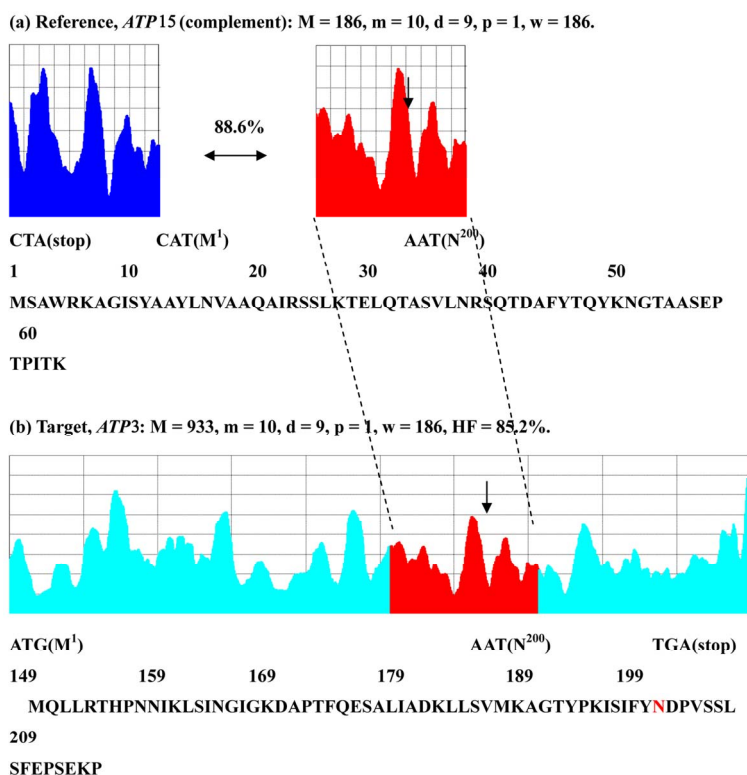 (a) Reference, ATP15 (complement): M = 186, m = 10, d = 9, p = 1, w = 186.
88.6%
CTA(stop) CAT(M¹) AAT(N²⁰⁰)
1 10 20 30 40 50
MSAWRKAGISYAAYLNVAAQAIRSSLKTELQTASVLNRSQTDAFYTQYKNGTAASEP
60
TPITK
(b) Target, ATP3: M = 933, m = 10, d = 9, p = 1, w = 186, HF = 85.2%.
ATG(M¹) AAT(N²⁰⁰) TGA(stop)
149 159 169 179 189 199
MQLLRTHPNNIKLSINGIGKDAPTFQESALIADKLLSVMKAGTYPKISIFYNDPVSSL
209
SFEPSEKP